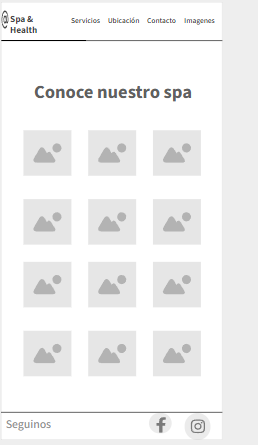 @ Spa &
Health
Servicios Ubicación Contacto Imagenes
Conoce nuestro spa
Seguinos